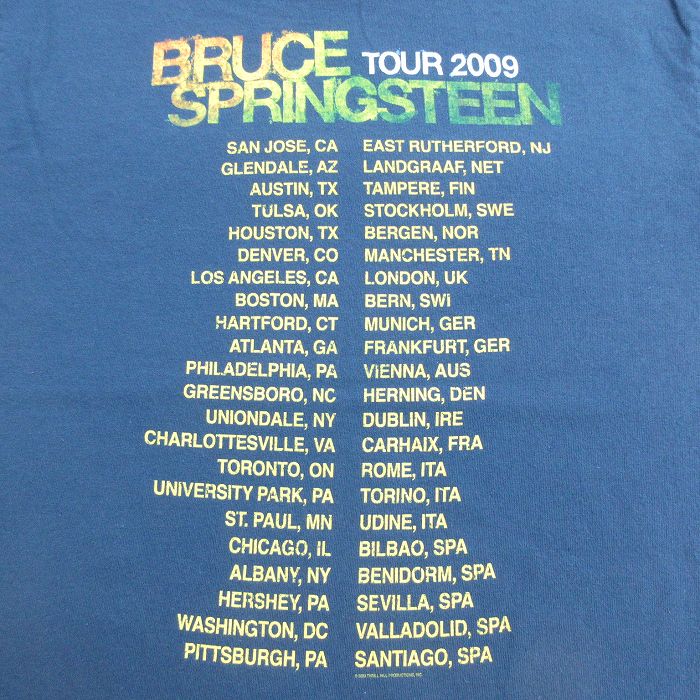 BRUCE TOUR 2009
SPRINGSTEEN
SAN JOSE, CA
GLENDALE, AZ
AUSTIN, TX
TULSA, OK
HOUSTON, TX
DENVER, CO
LOS ANGELES, CA
BOSTON, MA
HARTFORD, CT
ATLANTA, GA
PHILADELPHIA, PA
GREENSBORO, NC
UNIONDALE, NY
CHARLOTTESVILLE, VA
TORONTO, ON
UNIVERSITY PARK, PA
ST. PAUL, MN
CHICAGO, IL
ALBANY, NY
HERSHEY, PA
WASHINGTON, DC
PITTSBURGH, PA
EAST RUTHERFORD, NJ
LANDGRAAF, NET
TAMPERE, FIN
STOCKHOLM, SWE
BERGEN, NOR
MANCHESTER, TN
LONDON, UK
BERN, SWI
MUNICH, GER
FRANKFURT, GER
VIENNA, AUS
HERNING, DEN
DUBLIN, IRE
CARHAIX, FRA
ROME, ITA
TORINO, ITA
UDINE, ITA
BILBAO, SPA
BENIDORM, SPA
SEVILLA, SPA
VALLADOLID, SPA
SANTIAGO, SPA
© 2009 THRILL HILL PRODUCTIONS, INC.